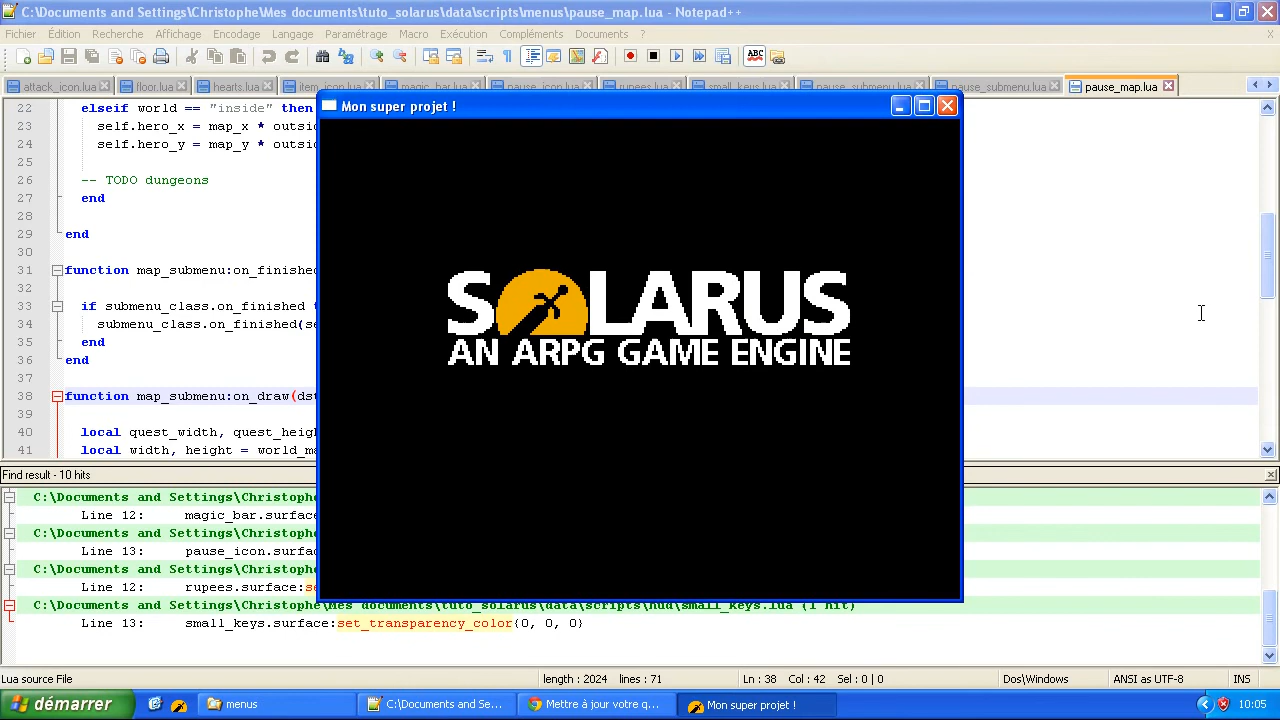 C:\Documents and Settings\Christophe\Mes documents\tuto_solarus\data\scripts\menus\pause_map.lua - Notepad++
Fichier Édition Recherche Affichage Encodage Langage Paramétrage Macro Exécution Compléments Documents ?
X
ABC
attack_icon.lua floor.lua hearts.lua item_icon.lua magic_bar.lua pause_icon.lua rupees.lua small_keys.lua pause_submenu.lua pause_submenu.lua pause_map.lua
Mon super projet !
22 elseif world == "inside" then
23 self.hero_x = map_x * outsi
24 self.hero_y = map_y * outsi
25
26 -- TODO dungeons
27 end
28
29 end
30
31 function map_submenu:on_finished
32
33 if submenu_class.on_finished
34 submenu_class.on_finished(se
35 end
36 end
37
38 function map_submenu:on_draw(dst
39
40 local quest_width, quest_heigh
41 local width, height = world_m
SOLARUS
AN ARPG GAME ENGINE
Find result - 10 hits
C:\Documents and Settings\Christophe
Line 12: magic_bar.surface
C:\Documents and Settings\Christophe
Line 13: pause_icon.surfa
C:\Documents and Settings\Christophe
Line 12: rupees.surface:se
C:\Documents and Settings\Christophe\Mes documents\tuto_solarus\data\scripts\hud\small_keys.lua (1 hit)
Line 13: small_keys.surface:set_transparency_color{0, 0, 0}
Lua source File length : 2024 lines : 71 Ln : 38 Col : 42 Sel : 0 | 0 Dos\Windows ANSI as UTF-8 INS
démarrer menus C:\Documents and Se... Mettre à jour votre q... Mon super projet ! 10:05